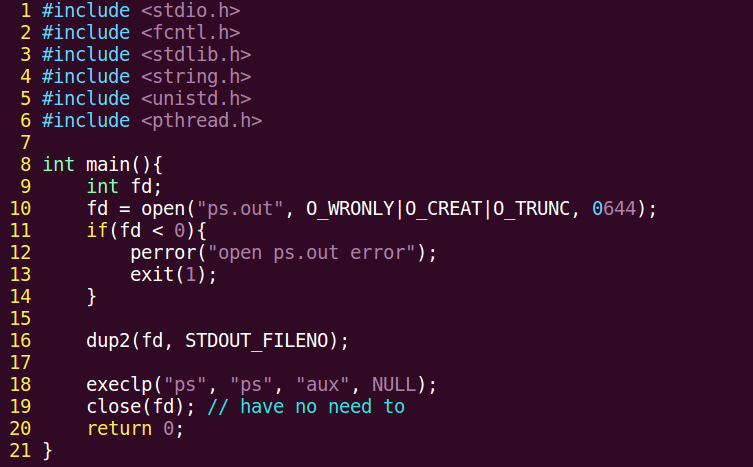 1 #include <stdio.h>
2 #include <fcntl.h>
3 #include <stdlib.h>
4 #include <string.h>
5 #include <unistd.h>
6 #include <pthread.h>
7
8 int main(){
9     int fd;
10     fd = open("ps.out", O_WRONLY|O_CREAT|O_TRUNC, 0644);
11     if(fd < 0){
12         perror("open ps.out error");
13         exit(1);
14     }
15
16     dup2(fd, STDOUT_FILENO);
17
18     execlp("ps", "ps", "aux", NULL);
19     close(fd); // have no need to
20     return 0;
21 }